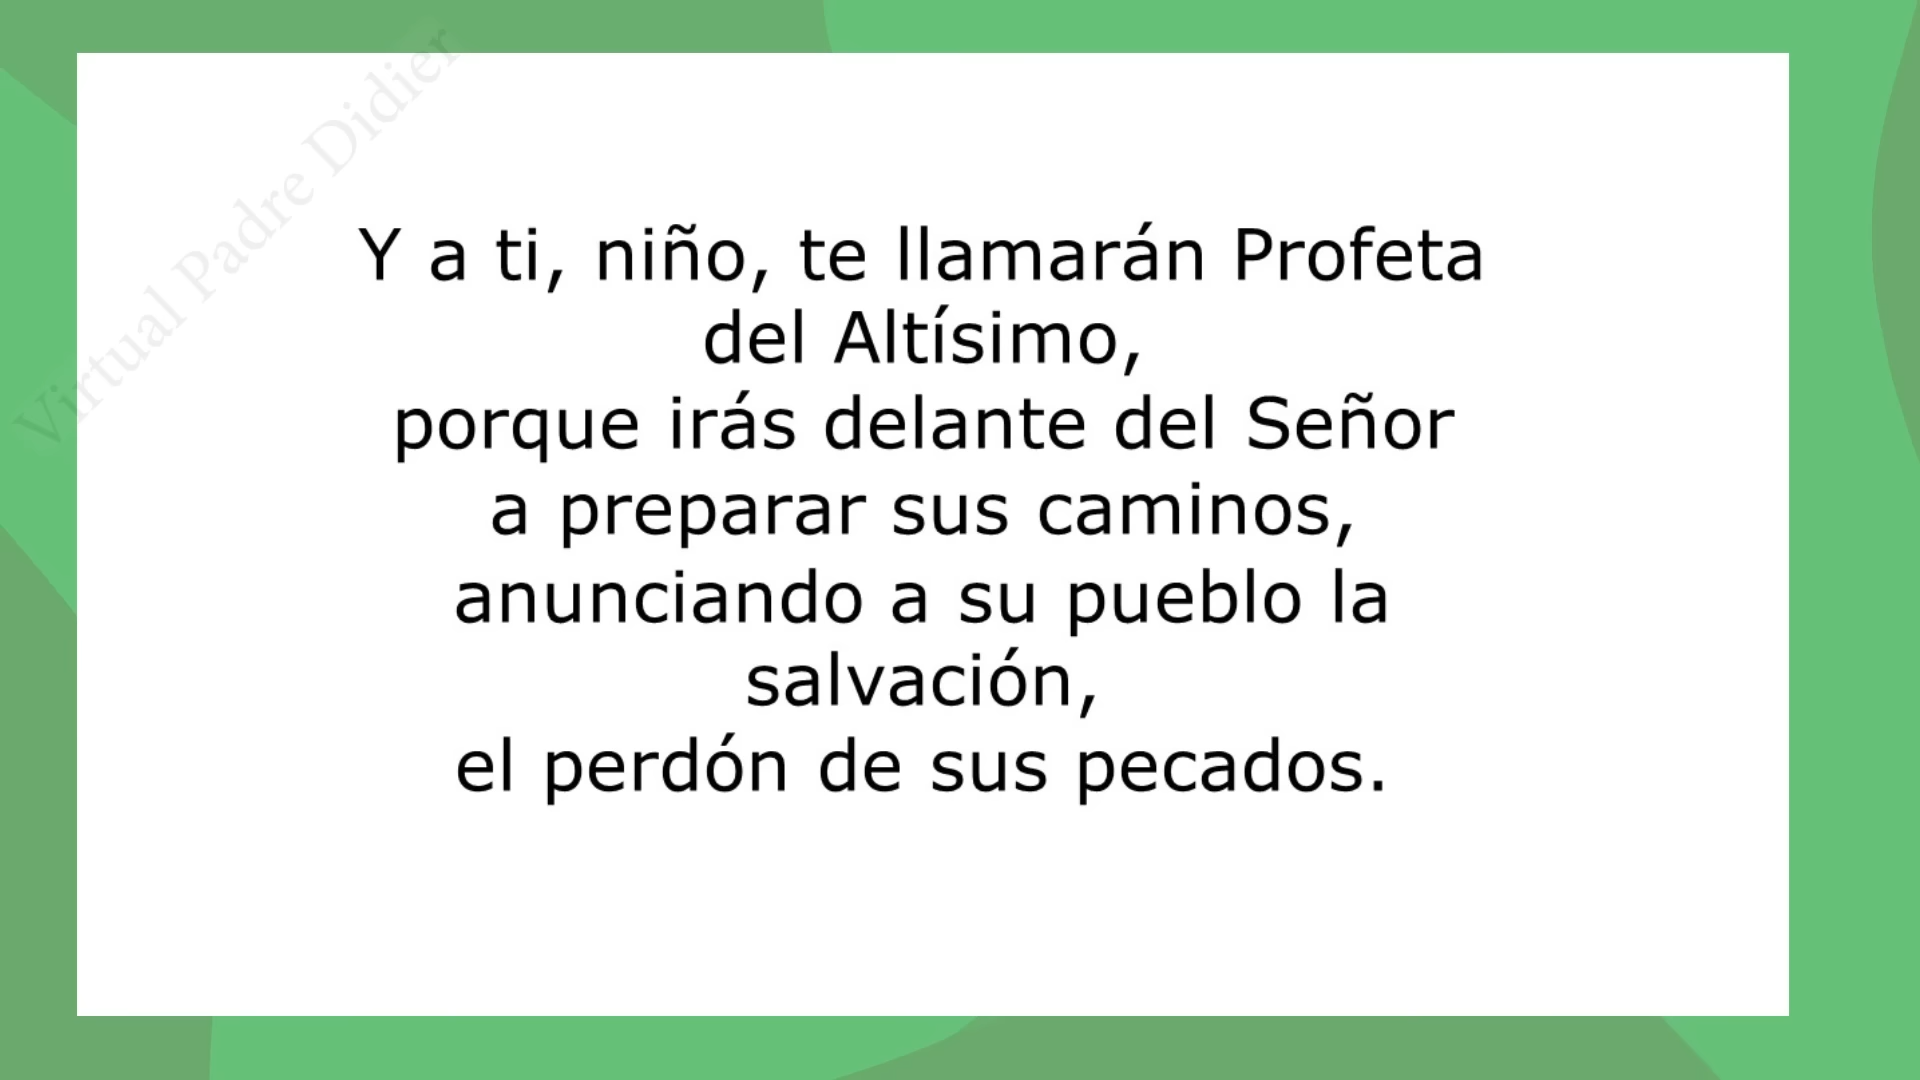 Virtual Padre Didier
Y a ti, niño, te llamarán Profeta
del Altísimo,
porque irás delante del Señor
a preparar sus caminos,
anunciando a su pueblo la
salvación,
el perdón de sus pecados.